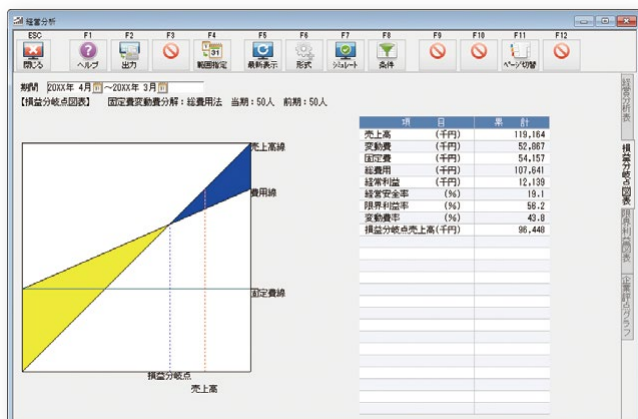 経営分析
ESC F1 F2 F3 F4 F5 F6 F7 F8 F9 F10 F11 F12
閉じる ヘルプ 出力 範囲指定 最新表示 形式 シミュレート 条件 ページ切替
期間 20XX年 4月 ～20XX年 3月
【損益分岐点図表】 固定費変動費分解：総費用法 当期：50人 前期：50人
項 目 累 計
売上高 (千円) 119,164
変動費 (千円) 52,867
固定費 (千円) 54,157
総費用 (千円) 107,641
経常利益 (千円) 12,139
経営安全率 (%) 19.1
限界利益率 (%) 56.2
変動費率 (%) 43.8
損益分岐点売上高(千円) 96,448
売上高線
費用線
固定費線
損益分岐点
売上高
経営分析表
損益分岐点図表
限界利益図表
企業評点グラフ